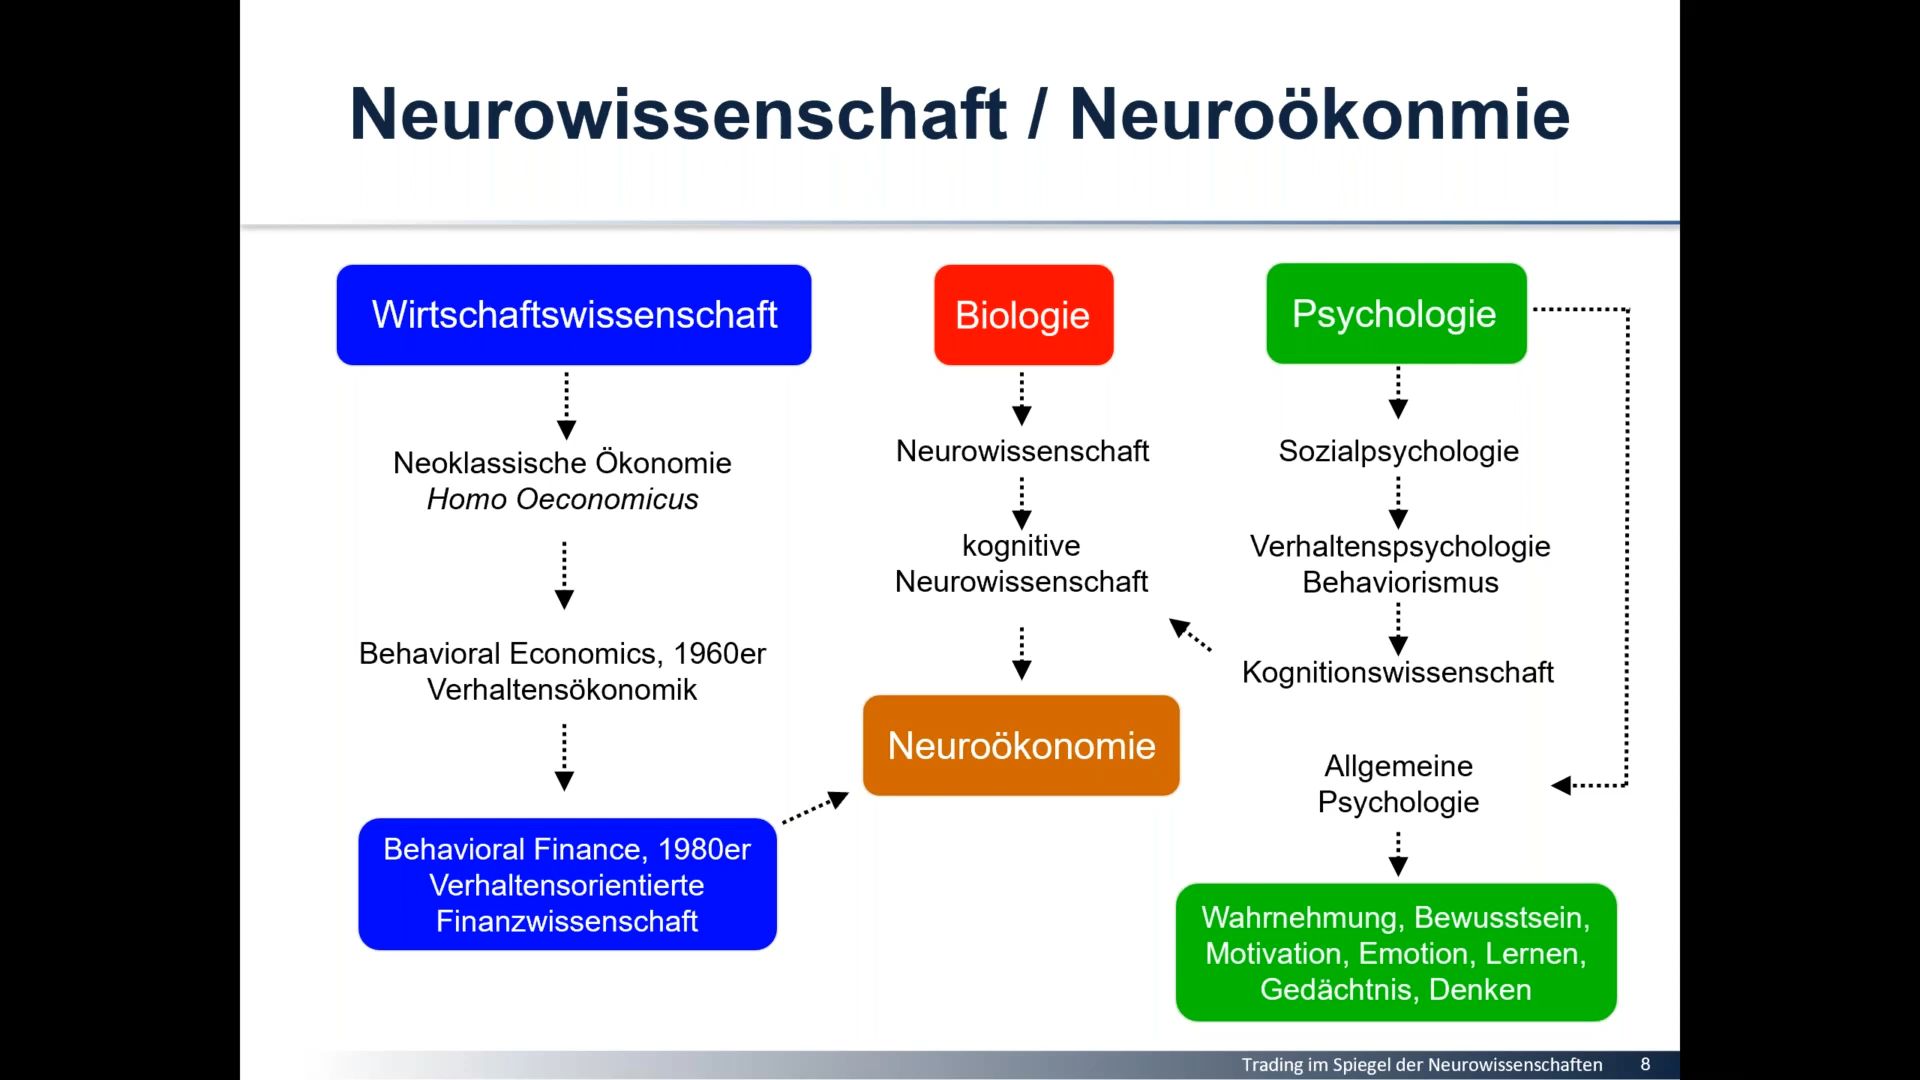 Neurowissenschaft / Neuroökonmie
Wirtschaftswissenschaft
Neoklassische Ökonomie
Homo Oeconomicus
Behavioral Economics, 1960er
Verhaltensökonomik
Behavioral Finance, 1980er
Verhaltensorientierte
Finanzwissenschaft
Biologie
Neurowissenschaft
kognitive
Neurowissenschaft
Neuroökonomie
Psychologie
Sozialpsychologie
Verhaltenspsychologie
Behaviorismus
Kognitionswissenschaft
Allgemeine
Psychologie
Wahrnehmung, Bewusstsein,
Motivation, Emotion, Lernen,
Gedächtnis, Denken
Trading im Spiegel der Neurowissenschaften 8